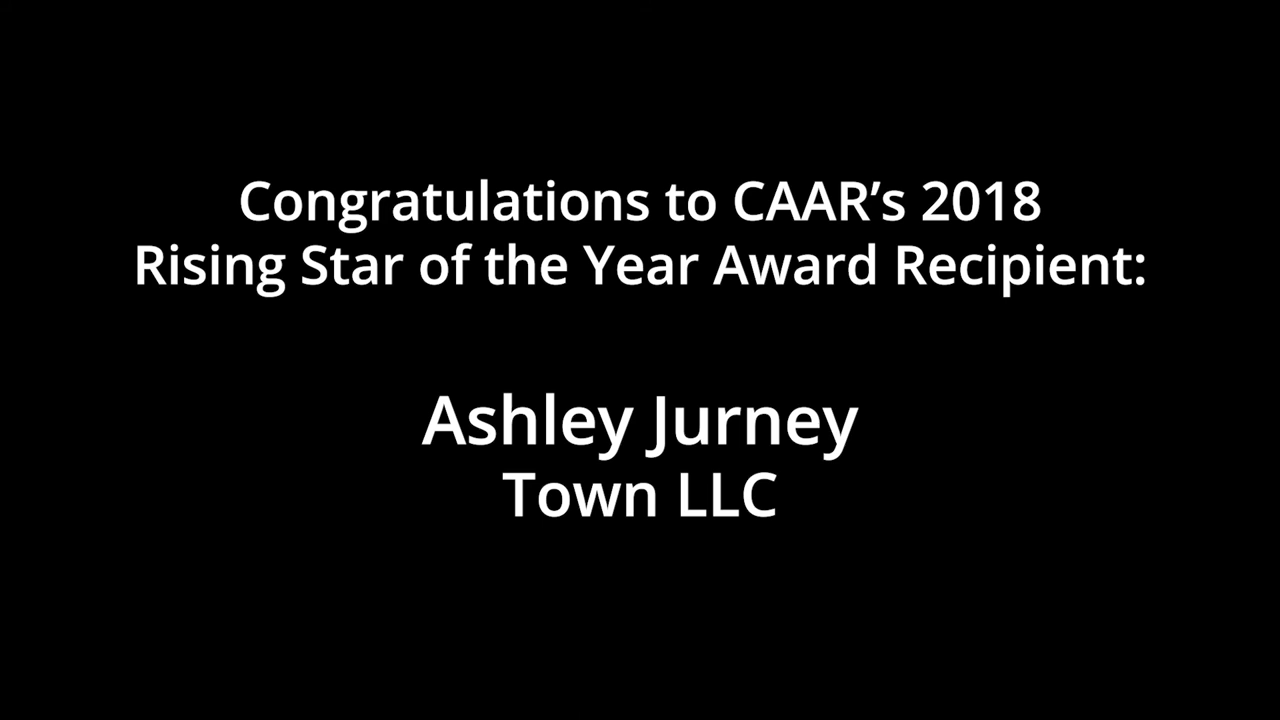 Congratulations to CAAR’s 2018
Rising Star of the Year Award Recipient:
Ashley Jurney
Town LLC